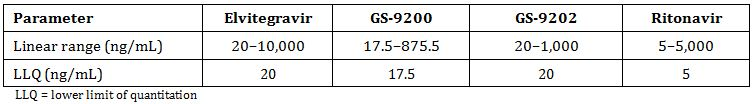 Parameter Elvitegravir GS-9200 GS-9202 Ritonavir
Linear range (ng/mL) 20–10,000 17.5–875.5 20–1,000 5–5,000
LLQ (ng/mL) 20 17.5 20 5
LLQ = lower limit of quantitation